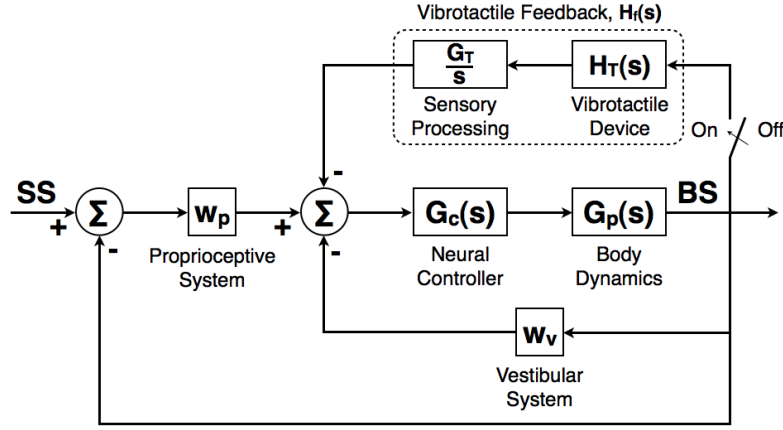 Vibrotactile Feedback, Hf(s)
GT
s
HT(s)
Sensory
Processing
Vibrotactile
Device
On
Off
-
SS
+
Σ
-
wp
+
Σ
-
Gc(s)
Gp(s)
BS
Proprioceptive
System
Neural
Controller
Body
Dynamics
wv
Vestibular
System